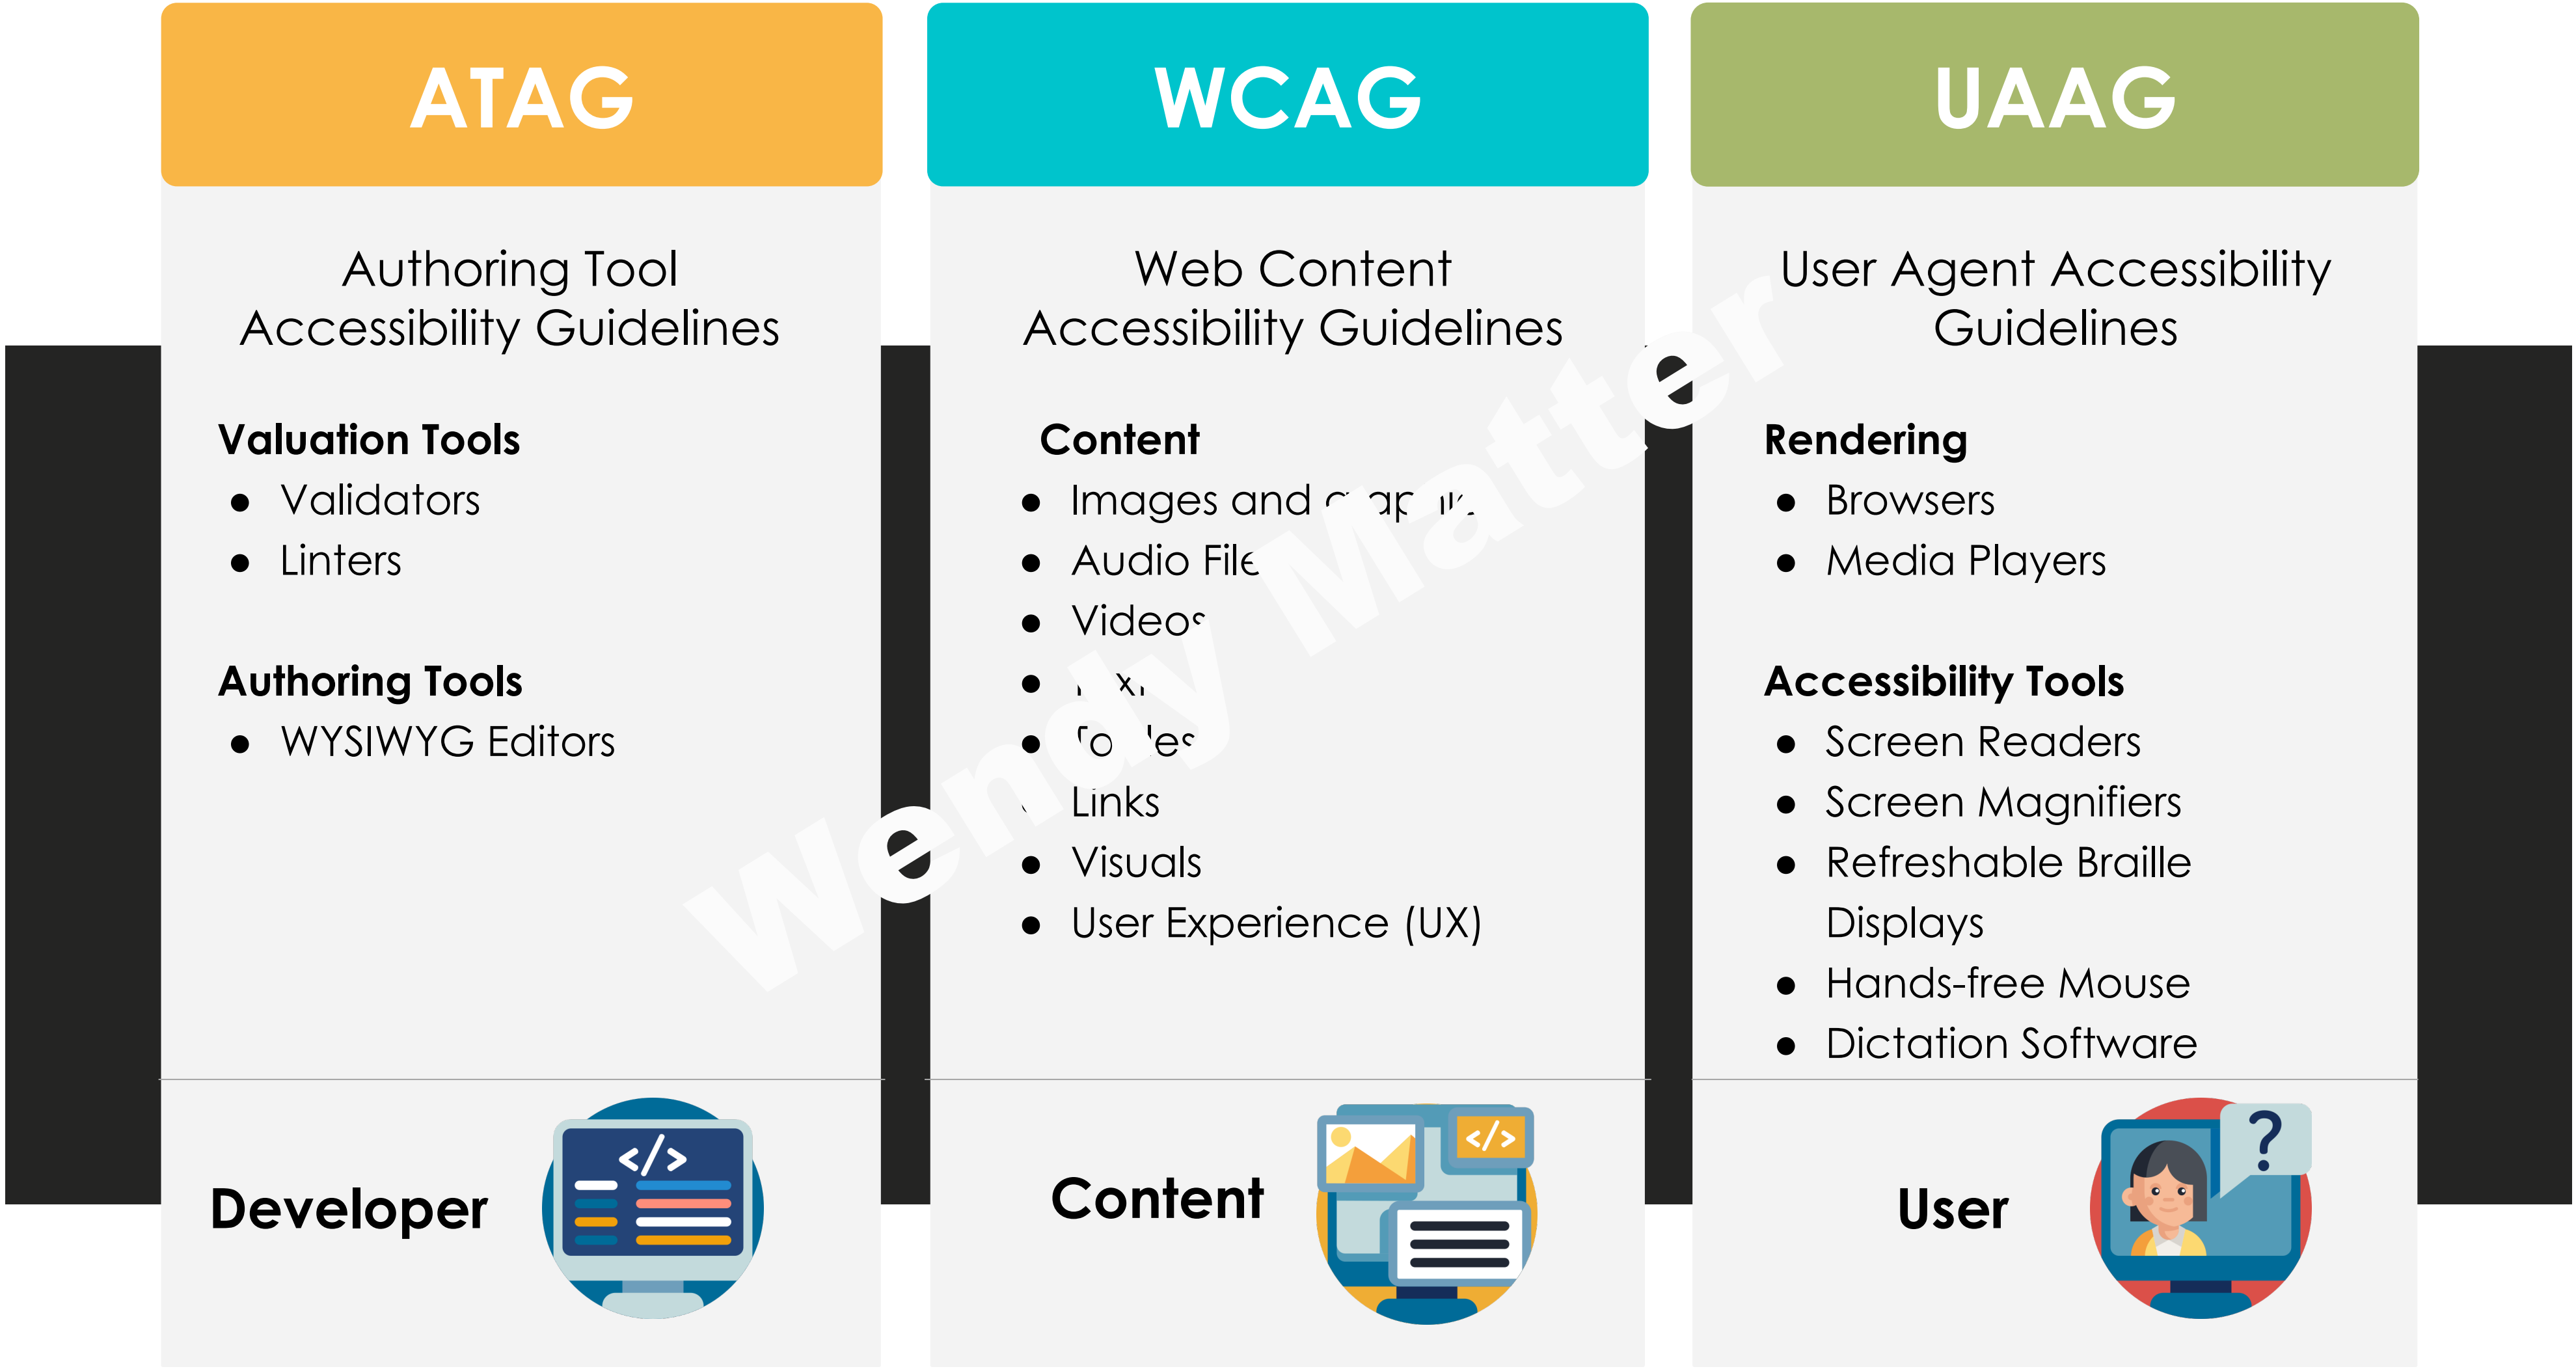 ATAG
Authoring Tool
Accessibility Guidelines
Valuation Tools
● Validators
● Linters
Authoring Tools
● WYSIWYG Editors
Developer
</>
WCAG
Web Content
Accessibility Guidelines
Content
● Images and
● Audio
● Videos
●
●
● Links
● Visuals
● User Experience (UX)
Content
</>
UAAG
User Agent Accessibility
Guidelines
Rendering
● Browsers
● Media Players
Accessibility Tools
● Screen Readers
● Screen Magnifiers
● Refreshable Braille
Displays
● Hands-free Mouse
● Dictation Software
User
?
Wendy Matter